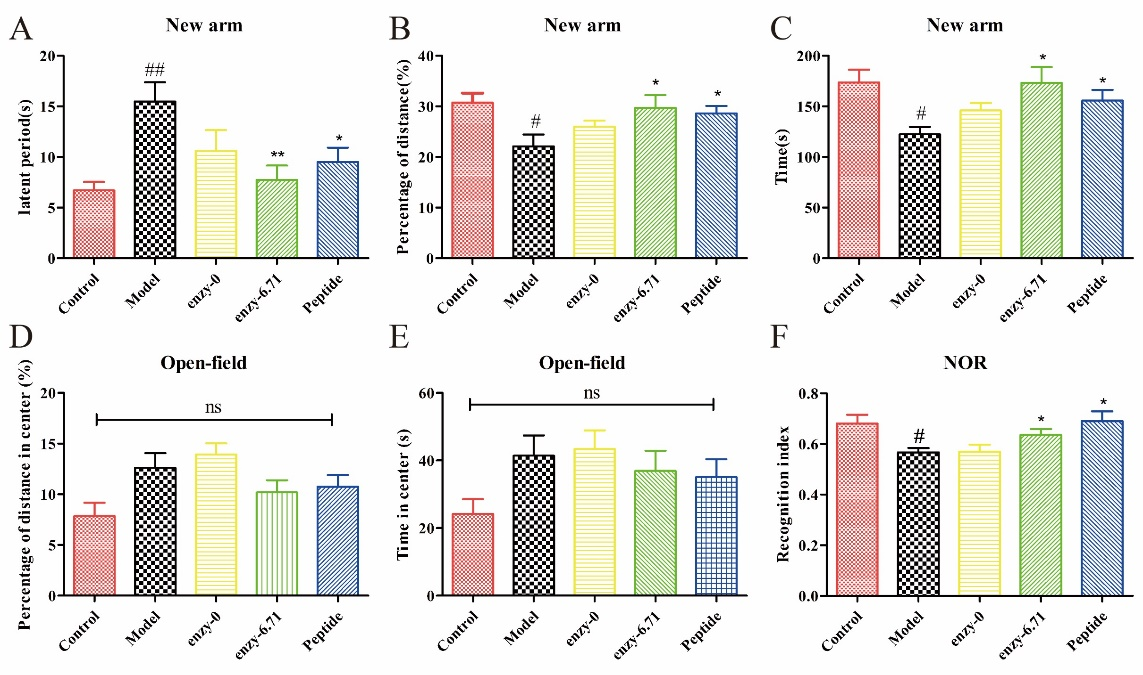 A
New arm
latent period(s)
20
15
10
5
0
##
**
*
Control
Model
enzy-0
enzy-6.71
Peptide
B
New arm
Percentage of distance(%)
40
30
20
10
0
#
*
*
Control
Model
enzy-0
enzy-6.71
Peptide
C
New arm
Time(s)
200
150
100
50
0
#
*
*
Control
Model
enzy-0
enzy-6.71
Peptide
D
Open-field
Percentage of distance in center (%)
20
15
10
5
0
ns
Control
Model
enzy-0
enzy-6.71
Peptide
E
Open-field
Time in center (s)
60
40
20
0
ns
Control
Model
enzy-0
enzy-6.71
Peptide
F
NOR
Recognition index
0.8
0.6
0.4
0.2
0.0
#
*
*
Control
Model
enzy-0
enzy-6.71
Peptide